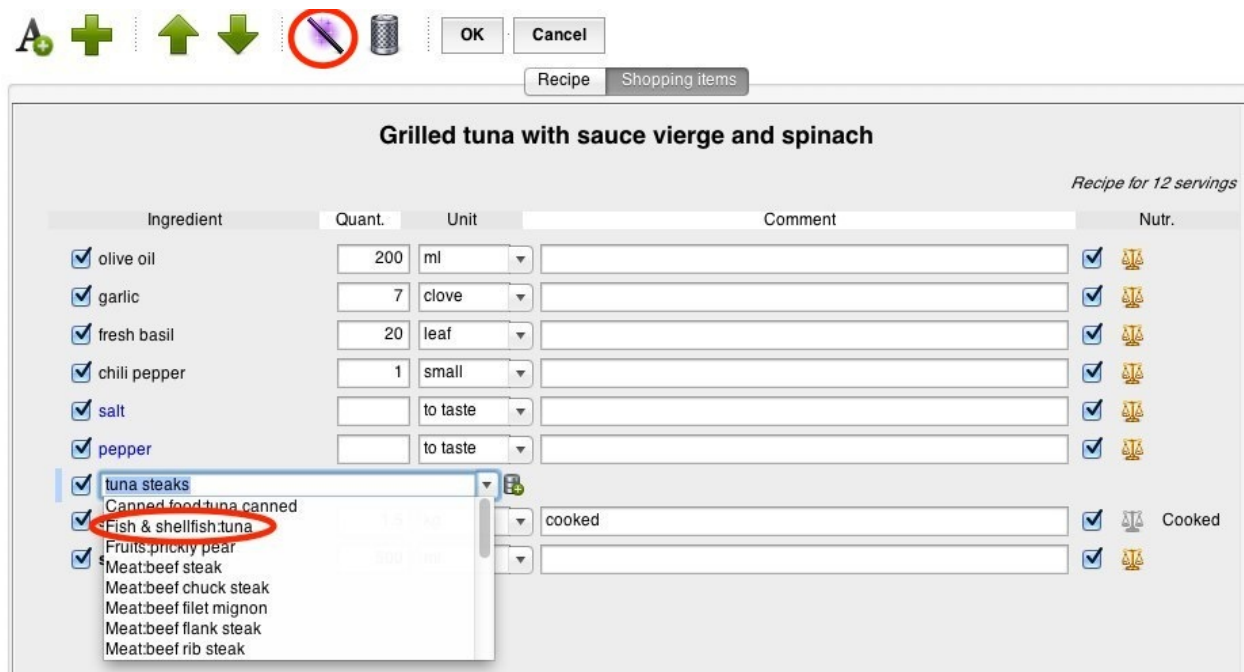 A
OK Cancel
Recipe Shopping items
Grilled tuna with sauce vierge and spinach
Recipe for 12 servings
Ingredient Quant. Unit Comment Nutr.
olive oil 200 ml
garlic 7 clove
fresh basil 20 leaf
chili pepper 1 small
salt to taste
pepper to taste
tuna steaks
Canned food:tuna canned
Fish & shellfish:tuna
cooked Cooked
Fruits:prickly pear
Meat:beef steak
Meat:beef chuck steak
Meat:beef filet mignon
Meat:beef flank steak
Meat:beef rib steak